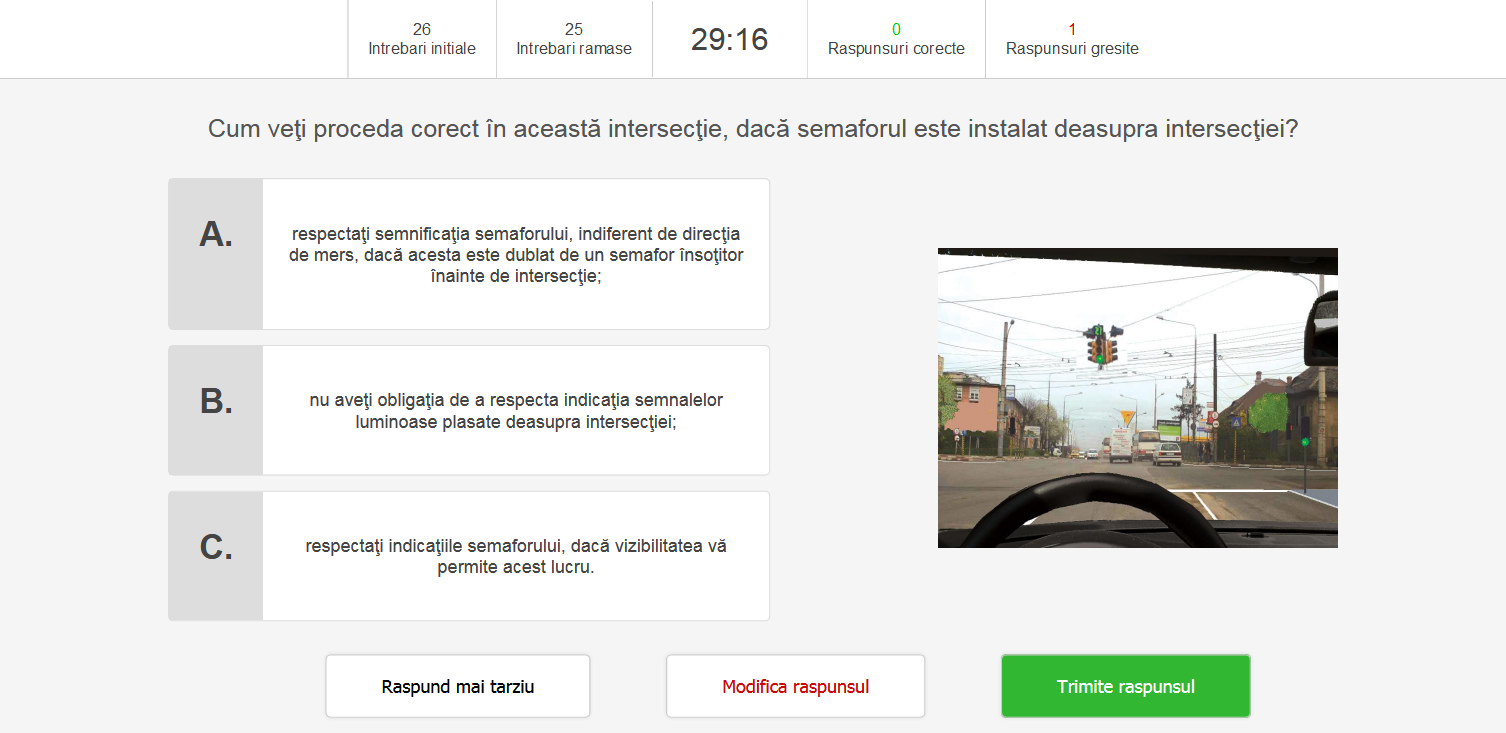 26
Intrebari initiale
25
Intrebari ramase
29:16
0
Raspunsuri corecte
1
Raspunsuri gresite
Cum veţi proceda corect în această intersecţie, dacă semaforul este instalat deasupra intersecţiei?
A.
respectaţi semnificaţia semaforului, indiferent de direcţia
de mers, dacă acesta este dublat de un semafor însoţitor
înainte de intersecţie;
B.
nu aveţi obligaţia de a respecta indicaţia semnalelor
luminoase plasate deasupra intersecţiei;
C.
respectaţi indicaţiile semaforului, dacă vizibilitatea vă
permite acest lucru.
Raspund mai tarziu
Modifica raspunsul
Trimite raspunsul